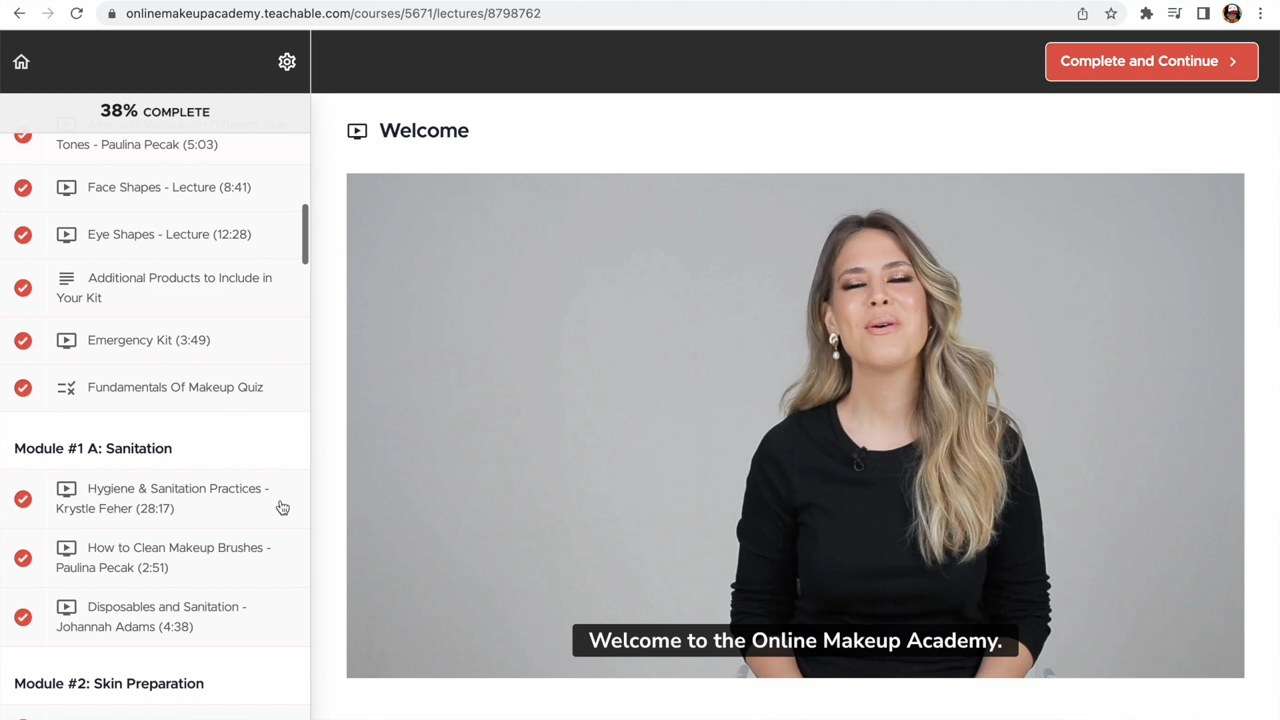 onlinemakeupacademy.teachable.com/courses/5671/lectures/8798762
Complete and Continue
38% COMPLETE
Tones - Paulina Pecak (5:03)
Face Shapes - Lecture (8:41)
Eye Shapes - Lecture (12:28)
Additional Products to Include in
Your Kit
Emergency Kit (3:49)
Fundamentals Of Makeup Quiz
Module #1 A: Sanitation
Hygiene & Sanitation Practices -
Krystle Feher (28:17)
How to Clean Makeup Brushes -
Paulina Pecak (2:51)
Disposables and Sanitation -
Johannah Adams (4:38)
Module #2: Skin Preparation
Welcome
Welcome to the Online Makeup Academy.